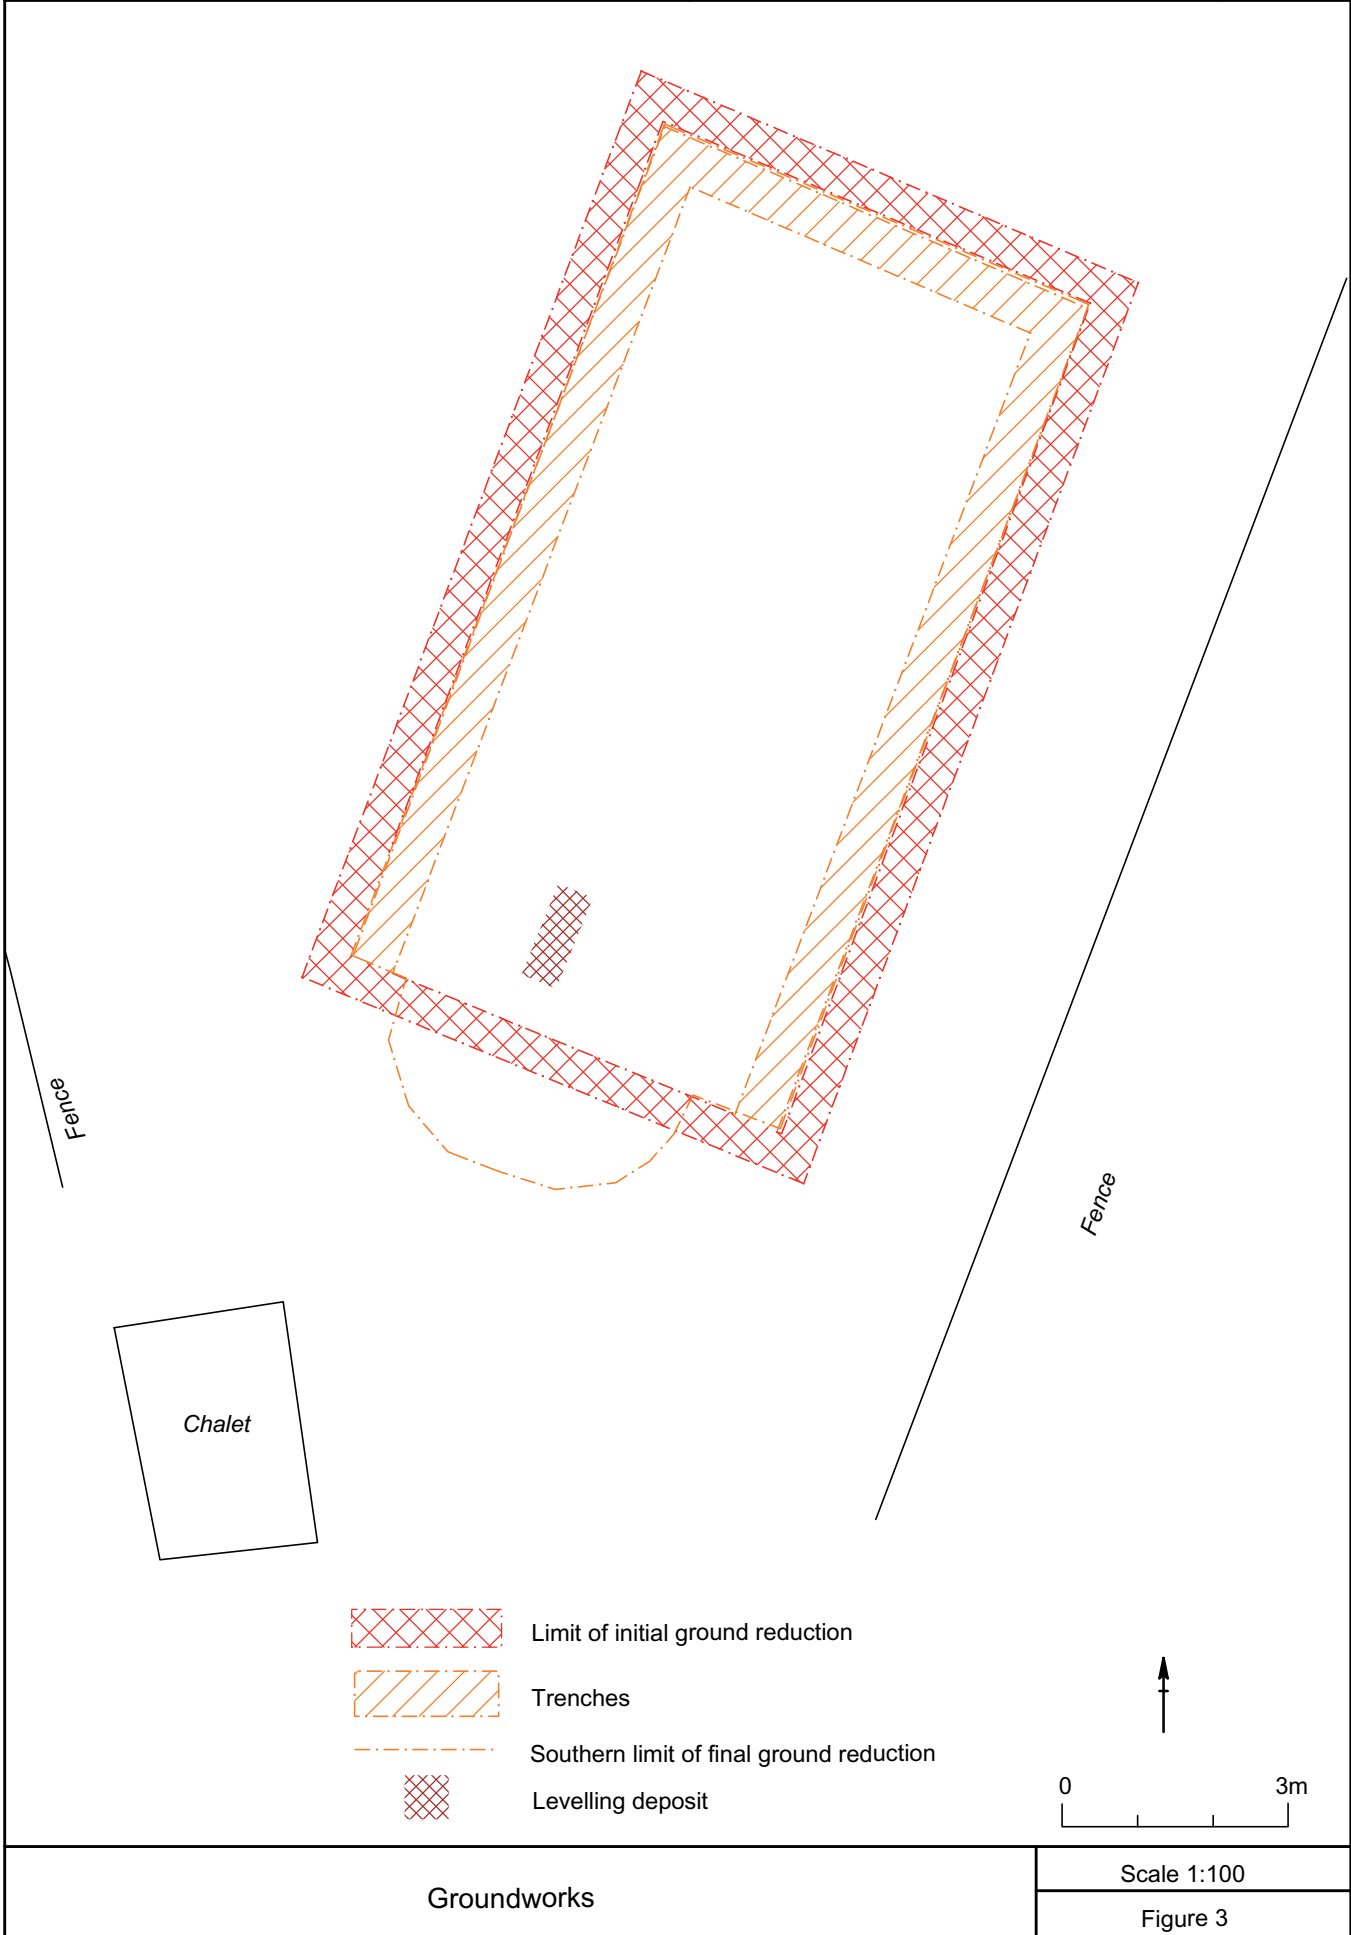 Fence
Fence
Chalet
Limit of initial ground reduction
Trenches
Southern limit of final ground reduction
Levelling deposit
0 3m
Groundworks
Scale 1:100
Figure 3